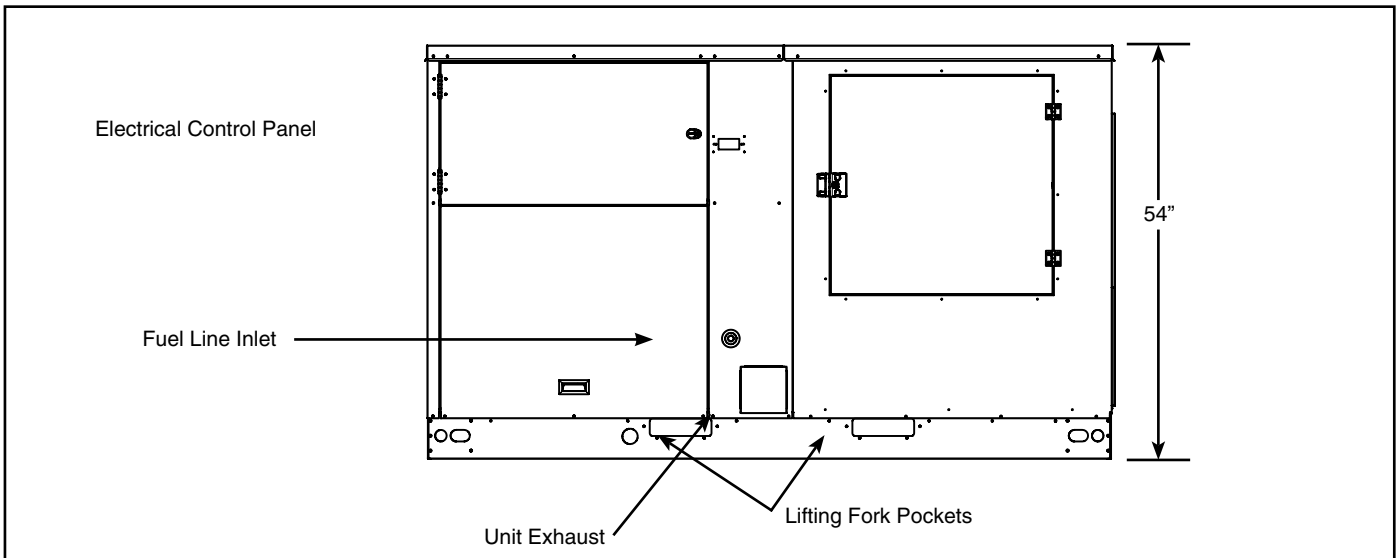 Electrical Control Panel
54”
Fuel Line Inlet
Lifting Fork Pockets
Unit Exhaust